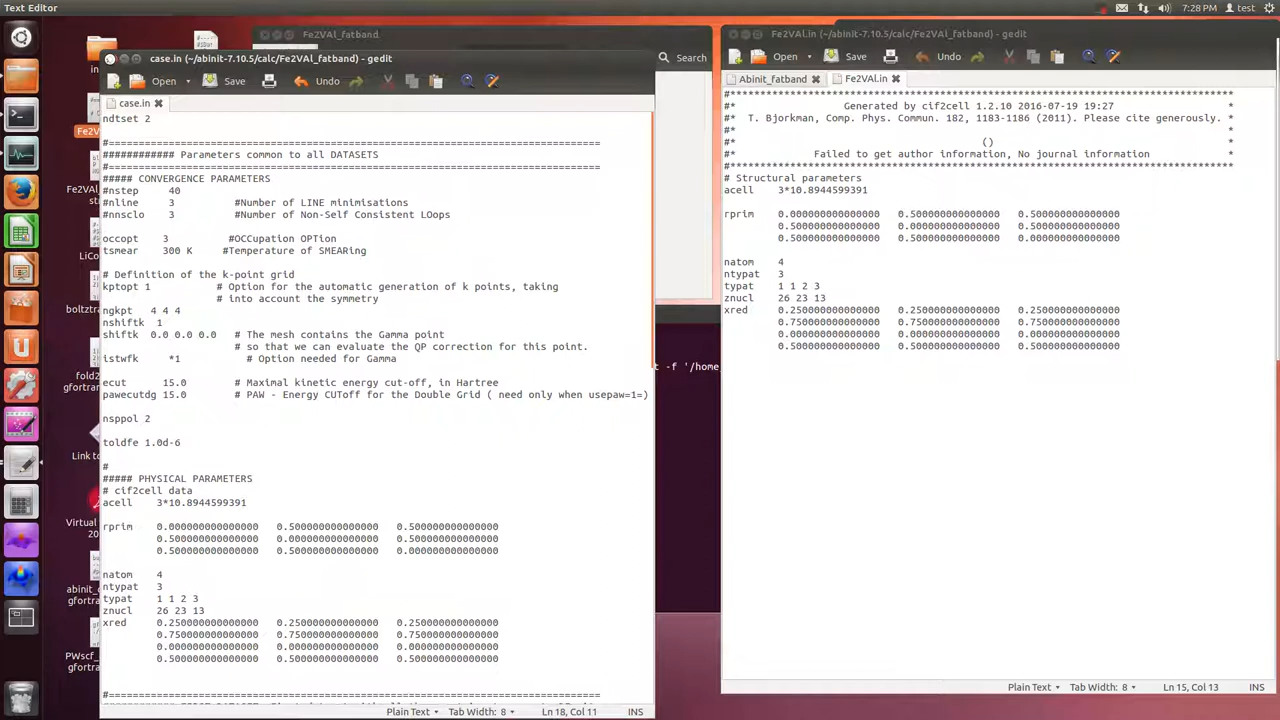 Text Editor
7:28 PM
test
Fe2VAl_fatband
Search
case.in (~/abinit-7.10.5/calc/Fe2VAl_fatband) - gedit
Open
Save
Undo
case.in
ndtset 2
#===================================================================================
############ Parameters common to all DATASETS
#===================================================================================
##### CONVERGENCE PARAMETERS
#nstep 40
#nline 3 #Number of LINE minimisations
#nnsclo 3 #Number of Non-Self Consistent LOops
occopt 3 #OCCupation OPTion
tsmear 300 K #Temperature of SMEARing
# Definition of the k-point grid
kptopt 1 # Option for the automatic generation of k points, taking
# into account the symmetry
ngkpt 4 4 4
nshiftk 1
shiftk 0.0 0.0 0.0 # The mesh contains the Gamma point
# so that we can evaluate the QP correction for this point.
istwfk *1 # Option needed for Gamma
ecut 15.0 # Maximal kinetic energy cut-off, in Hartree
pawecutdg 15.0 # PAW - Energy CUToff for the Double Grid ( need only when usepaw=1=)
nsppol 2
toldfe 1.0d-6
#
##### PHYSICAL PARAMETERS
# cif2cell data
acell 3*10.8944599391
rprim 0.000000000000000 0.500000000000000 0.500000000000000
0.500000000000000 0.000000000000000 0.500000000000000
0.500000000000000 0.500000000000000 0.000000000000000
natom 4
ntypat 3
typat 1 1 2 3
znucl 26 23 13
xred 0.250000000000000 0.250000000000000 0.250000000000000
0.750000000000000 0.750000000000000 0.750000000000000
0.000000000000000 0.000000000000000 0.000000000000000
0.500000000000000 0.500000000000000 0.500000000000000
#===================================================================================
Plain Text
Tab Width: 8
Ln 18, Col 11
INS
Fe2VAl.in (~/abinit-7.10.5/calc/Fe2VAl_fatband) - gedit
Open
Save
Undo
Abinit_fatband
Fe2VAl.in
#************************************************************************************
#* Generated by cif2cell 1.2.10 2016-07-19 19:27 *
#* T. Bjorkman, Comp. Phys. Commun. 182, 1183-1186 (2011). Please cite generously. *
#* *
#* () *
#* Failed to get author information, No journal information *
#************************************************************************************
# Structural parameters
acell 3*10.8944599391
rprim 0.000000000000000 0.500000000000000 0.500000000000000
0.500000000000000 0.000000000000000 0.500000000000000
0.500000000000000 0.500000000000000 0.000000000000000
natom 4
ntypat 3
typat 1 1 2 3
znucl 26 23 13
xred 0.250000000000000 0.250000000000000 0.250000000000000
0.750000000000000 0.750000000000000 0.750000000000000
0.000000000000000 0.000000000000000 0.000000000000000
0.500000000000000 0.500000000000000 0.500000000000000
Plain Text
Tab Width: 8
Ln 15, Col 13
INS
t -f '/home
in
Fe2VA
Fe2VA
LiCo
boltztra
fold2
gfortra
Link to
Virtual
20
abinit_
gfortra
PWscf_
gfortra